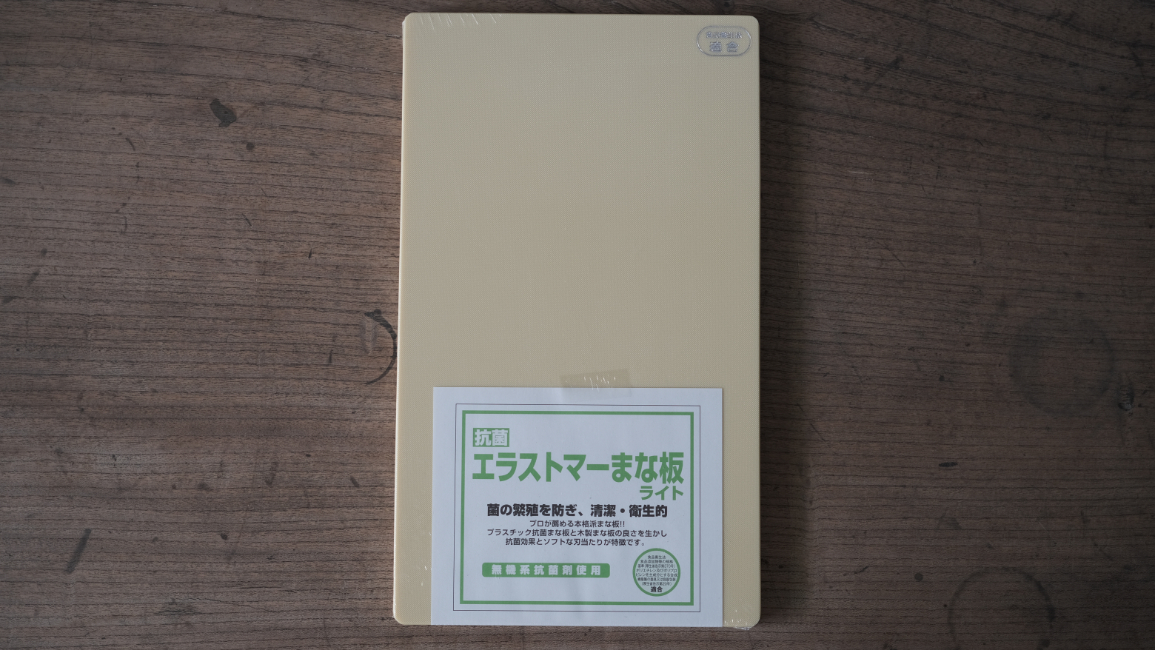 適合
抗菌
エラストマーまな板
ライト
菌の繁殖を防ぎ、清潔・衛生的
プロが薦める本格派まな板!!
プラスチック抗菌まな板と木製まな板の良さを生かし
抗菌効果とソフトな刃当たりが特徴です。
無機系抗菌剤使用
適合